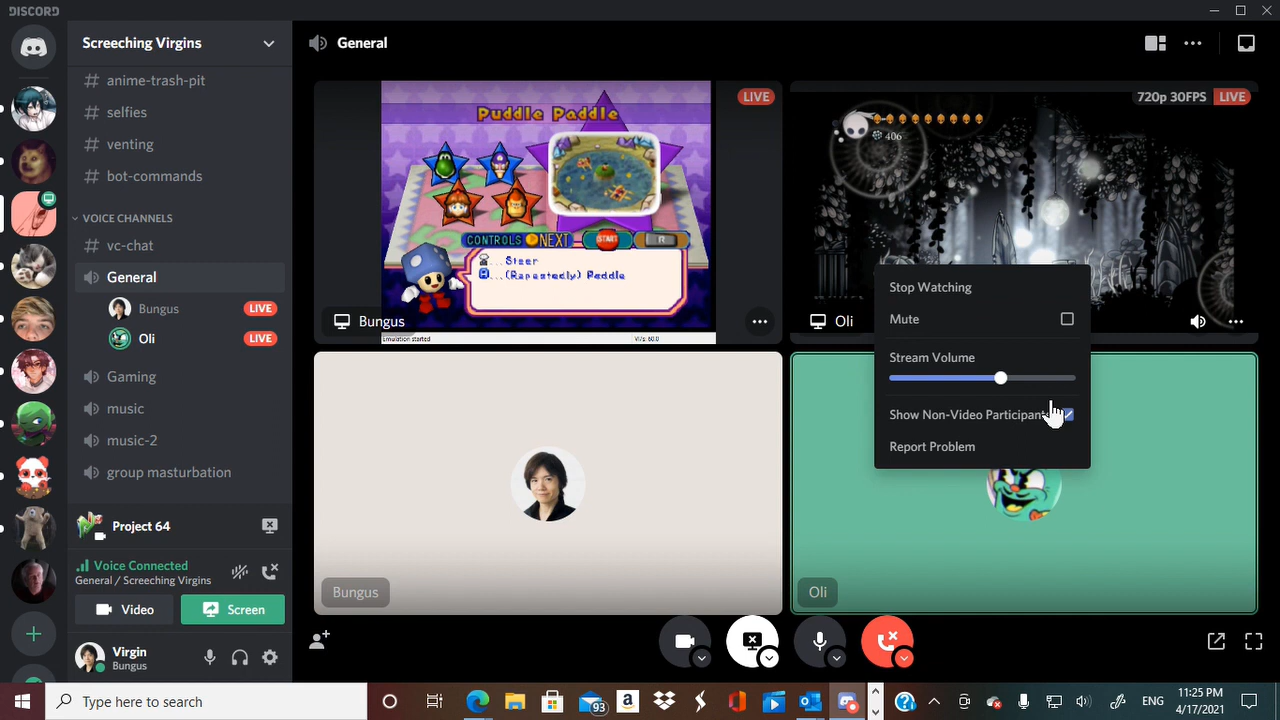 DISCORD
Screeching Virgins
# anime-trash-pit
# selfies
# venting
# bot-commands
VOICE CHANNELS
# vc-chat
General
Bungus LIVE
Oli LIVE
Gaming
music
music-2
group masturbation
Project 64
Voice Connected
General / Screeching Virgins
Video
Screen
Virgin
Bungus
General
LIVE
Puddle Paddle
CONTROLS NEXT START R
...Steer
...(Repeatedly) Paddle
Bungus
Emulation started
VI/s: 60.0
720p 30FPS LIVE
406
Oli
Stop Watching
Mute
Stream Volume
Show Non-Video Participants
Report Problem
Bungus
Oli
Type here to search
93
a
ENG
11:25 PM
4/17/2021